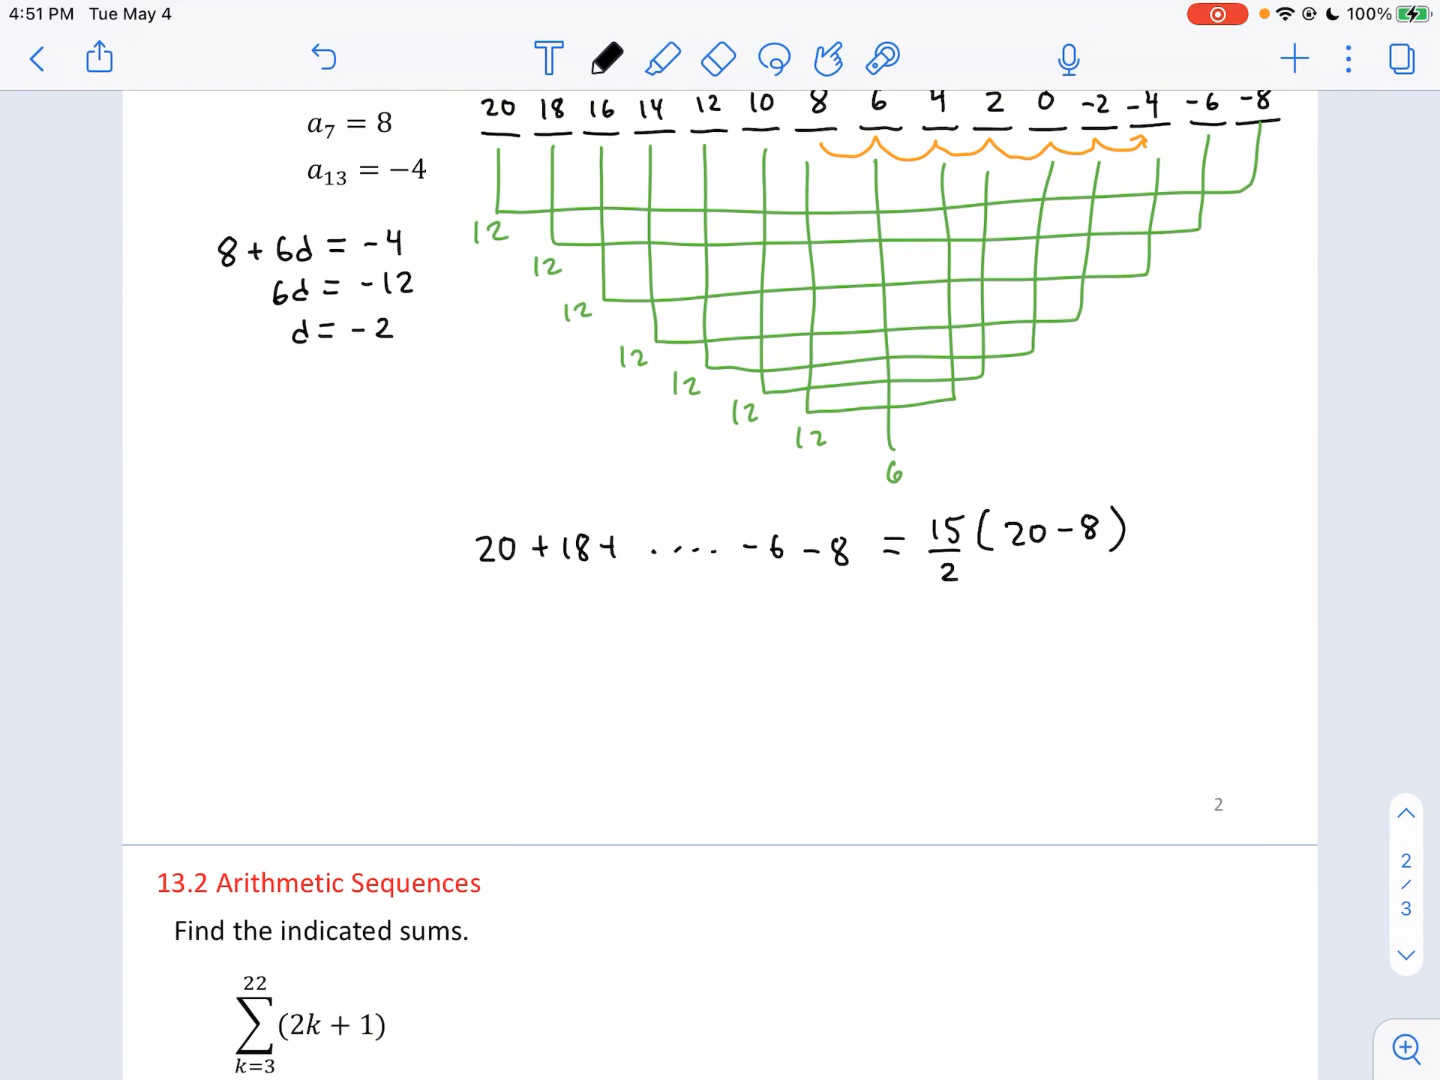 4:51 PM Tue May 4 100%
T
20 18 16 14 12 10 8 6 4 2 0 -2 -4 -6 -8
a₇ = 8
a₁₃ = −4
8 + 6d = -4
6d = -12
d = -2
12
12
12
12
12
12
12
6
20 + 18 + ..... - 6 - 8 = 15/2 (20 - 8)
2
13.2 Arithmetic Sequences
Find the indicated sums.
22
∑(2k + 1)
k=3
2
/
3